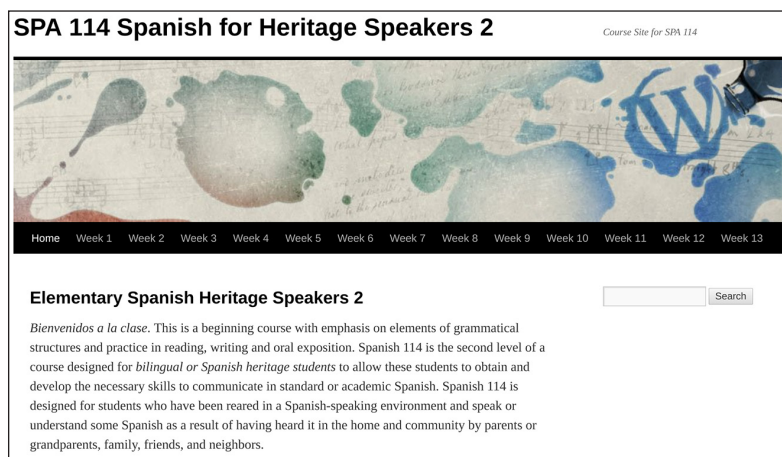 SPA 114 Spanish for Heritage Speakers 2
Course Site for SPA 114
Home Week 1 Week 2 Week 3 Week 4 Week 5 Week 6 Week 7 Week 8 Week 9 Week 10 Week 11 Week 12 Week 13
Elementary Spanish Heritage Speakers 2
Search
Bienvenidos a la clase. This is a beginning course with emphasis on elements of grammatical
structures and practice in reading, writing and oral exposition. Spanish 114 is the second level of a
course designed for bilingual or Spanish heritage students to allow these students to obtain and
develop the necessary skills to communicate in standard or academic Spanish. Spanish 114 is
designed for students who have been reared in a Spanish-speaking environment and speak or
understand some Spanish as a result of having heard it in the home and community by parents or
grandparents, family, friends, and neighbors.